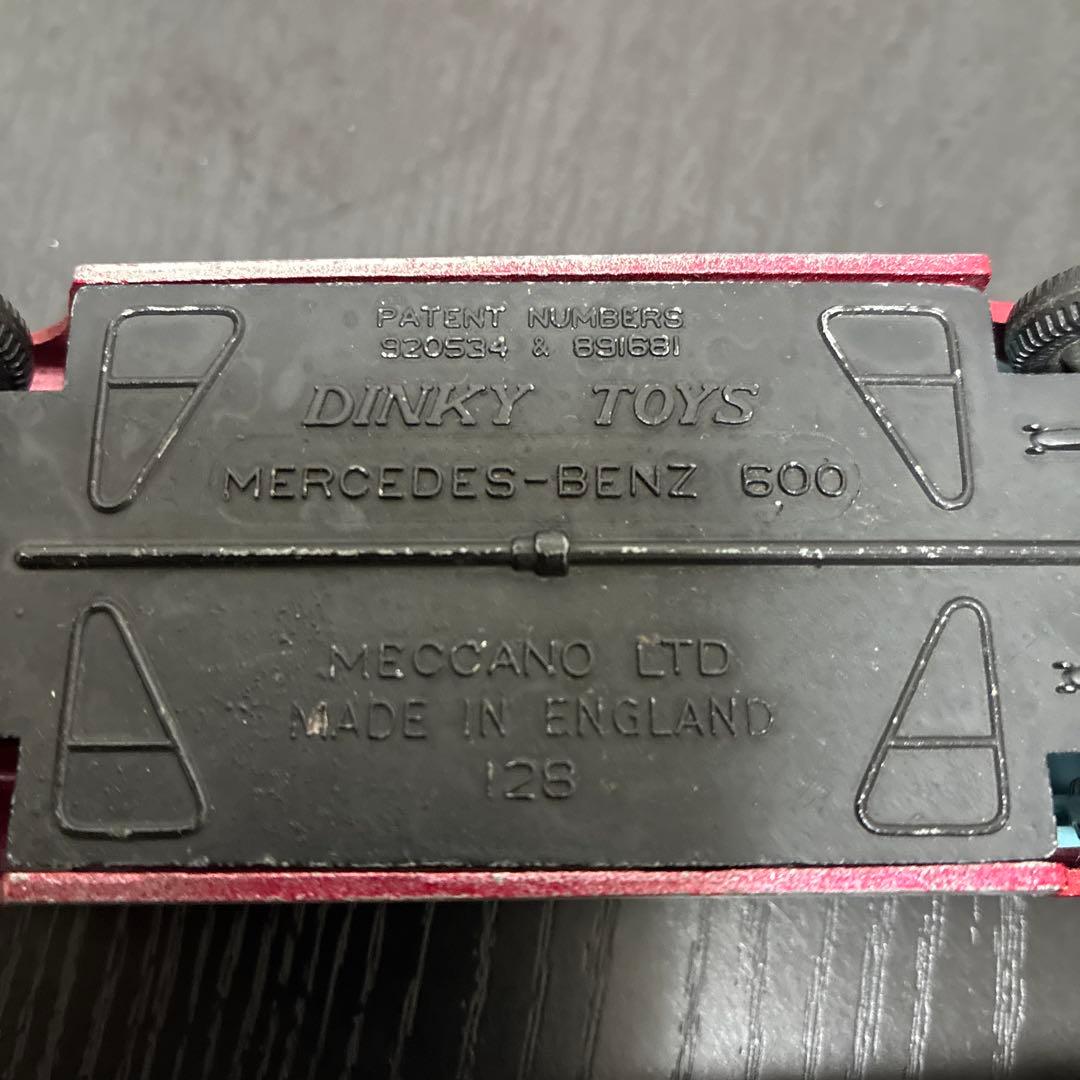 PATENT NUMBERS
920534 & 891681
DINKY TOYS
MERCEDES-BENZ 600
MECCANO LTD
MADE IN ENGLAND
128